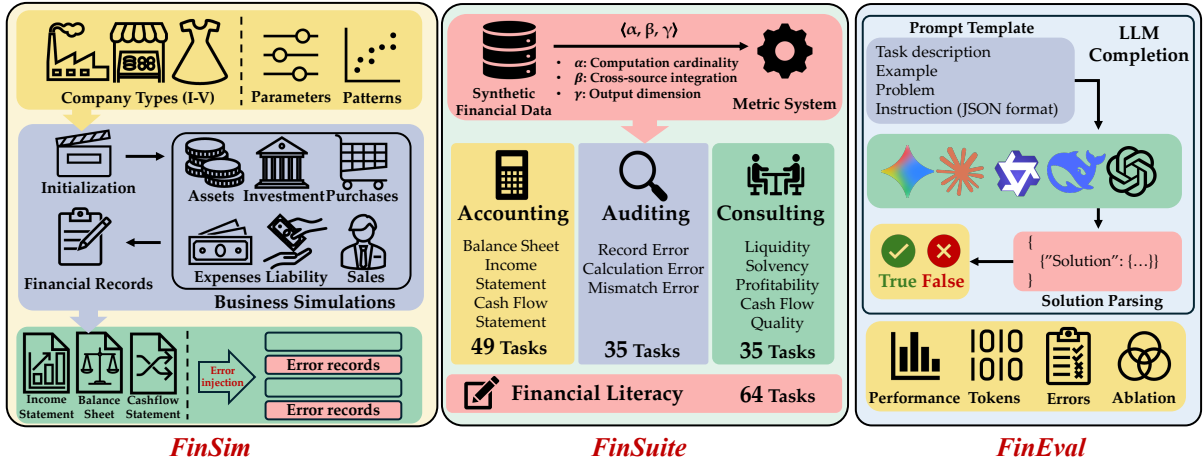 Company Types (I-V)
Parameters
Patterns
Initialization
Assets
Investment
Purchases
Expenses
Liability
Sales
Financial Records
Business Simulations
Income
Statement
Balance
Sheet
Cashflow
Statement
Error
injection
Error records
Error records
FinSim
Synthetic
Financial Data
⟨α, β, γ⟩
• α: Computation cardinality
• β: Cross-source integration
• γ: Output dimension
Metric System
Accounting
Balance Sheet
Income
Statement
Cash Flow
Statement
49 Tasks
Auditing
Record Error
Calculation Error
Mismatch Error
35 Tasks
Consulting
Liquidity
Solvency
Profitability
Cash Flow
Quality
35 Tasks
Financial Literacy
64 Tasks
FinSuite
Prompt Template
Task description
Example
Problem
Instruction (JSON format)
LLM
Completion
True
False
{
{"Solution": {...}}
}
Solution Parsing
1010
1010
Performance
Tokens
Errors
Ablation
FinEval